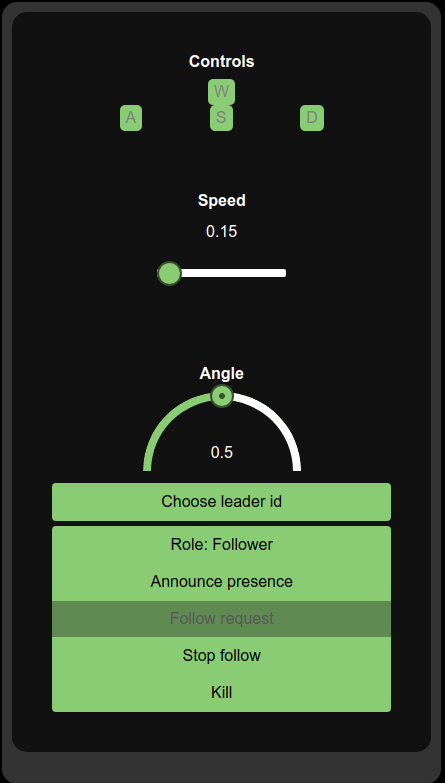 Controls
W
A S D
Speed
0.15
Angle
0.5
Choose leader id
Role: Follower
Announce presence
Follow request
Stop follow
Kill